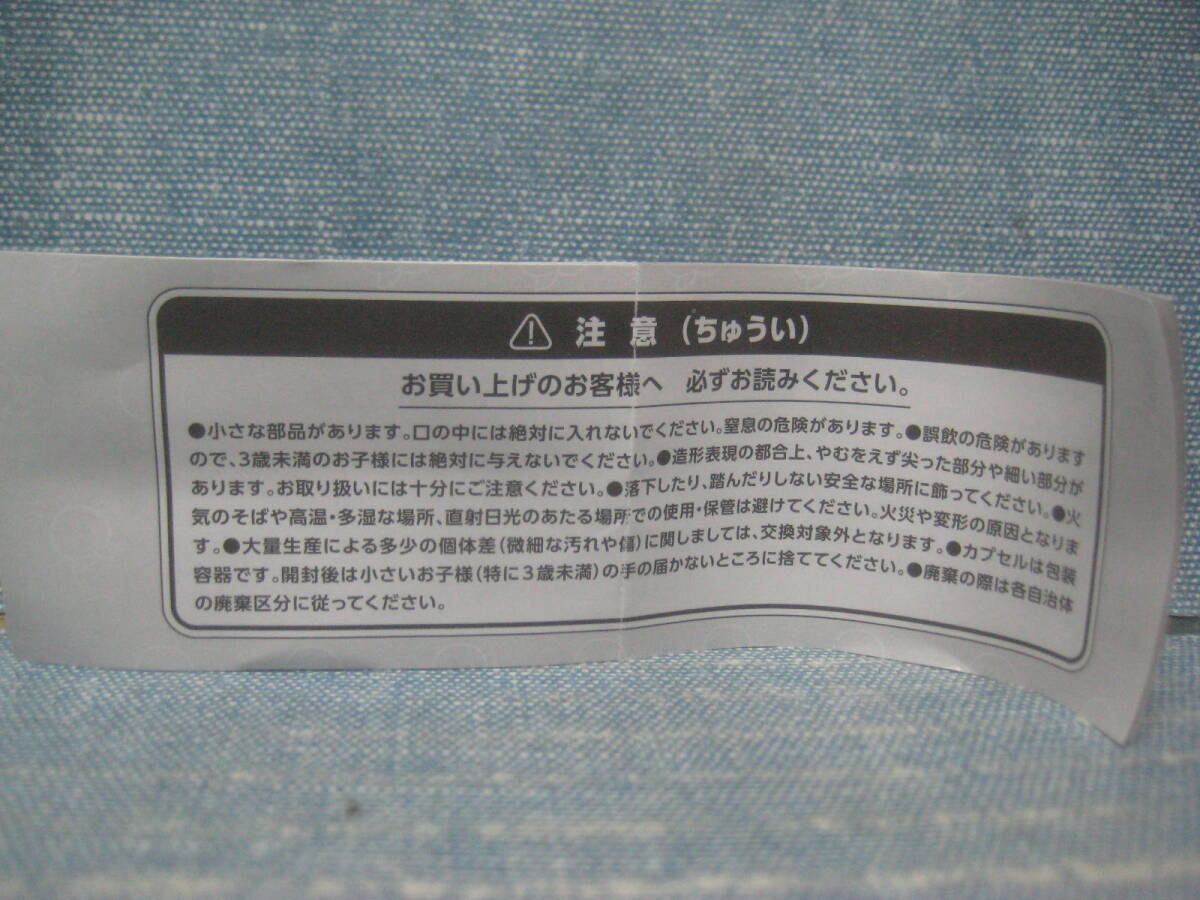 注意（ちゅうい）
お買い上げのお客様へ 必ずお読みください。
●小さな部品があります。口の中には絶対に入れないでください。窒息の危険があります。●誤飲の危険があります
ので、3歳未満のお子様には絶対に与えないでください。●造形表現の都合上、やむをえず尖った部分や細い部分が
あります。お取り扱いには十分にご注意ください。●落下したり、踏んだりしない安全な場所に飾ってください。●火
気のそばや高温・多湿な場所、直射日光のあたる場所での使用・保管は避けてください。火災や変形の原因となりま
す。●大量生産による多少の個体差（微細な汚れや傷）に関しましては、交換対象外となります。●カプセルは包装
容器です。開封後は小さいお子様（特に3歳未満）の手の届かないところに捨ててください。●廃棄の際は各自治体
の廃棄区分に従ってください。